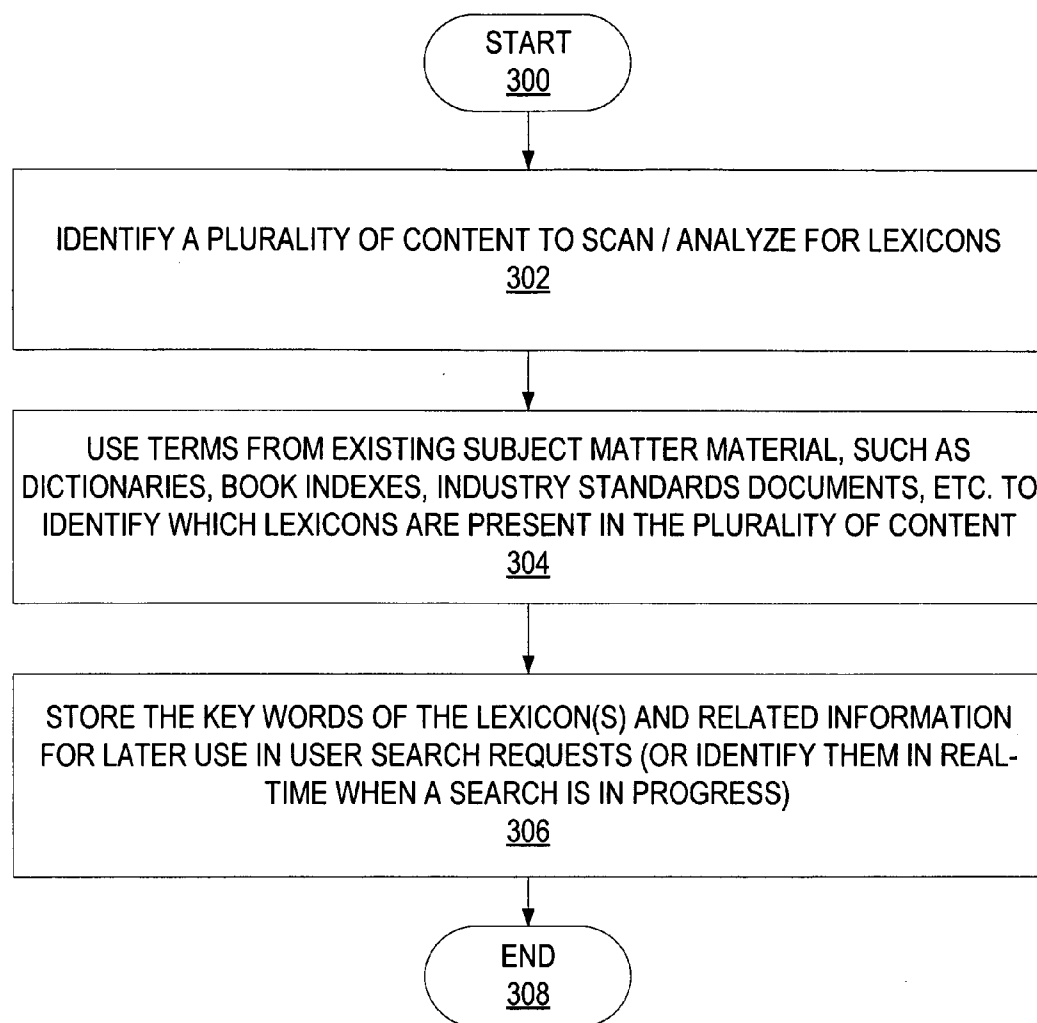 START
300
IDENTIFY A PLURALITY OF CONTENT TO SCAN / ANALYZE FOR LEXICONS
302
USE TERMS FROM EXISTING SUBJECT MATTER MATERIAL, SUCH AS
DICTIONARIES, BOOK INDEXES, INDUSTRY STANDARDS DOCUMENTS, ETC. TO
IDENTIFY WHICH LEXICONS ARE PRESENT IN THE PLURALITY OF CONTENT
304
STORE THE KEY WORDS OF THE LEXICON(S) AND RELATED INFORMATION
FOR LATER USE IN USER SEARCH REQUESTS (OR IDENTIFY THEM IN REAL-
TIME WHEN A SEARCH IS IN PROGRESS)
306
END
308